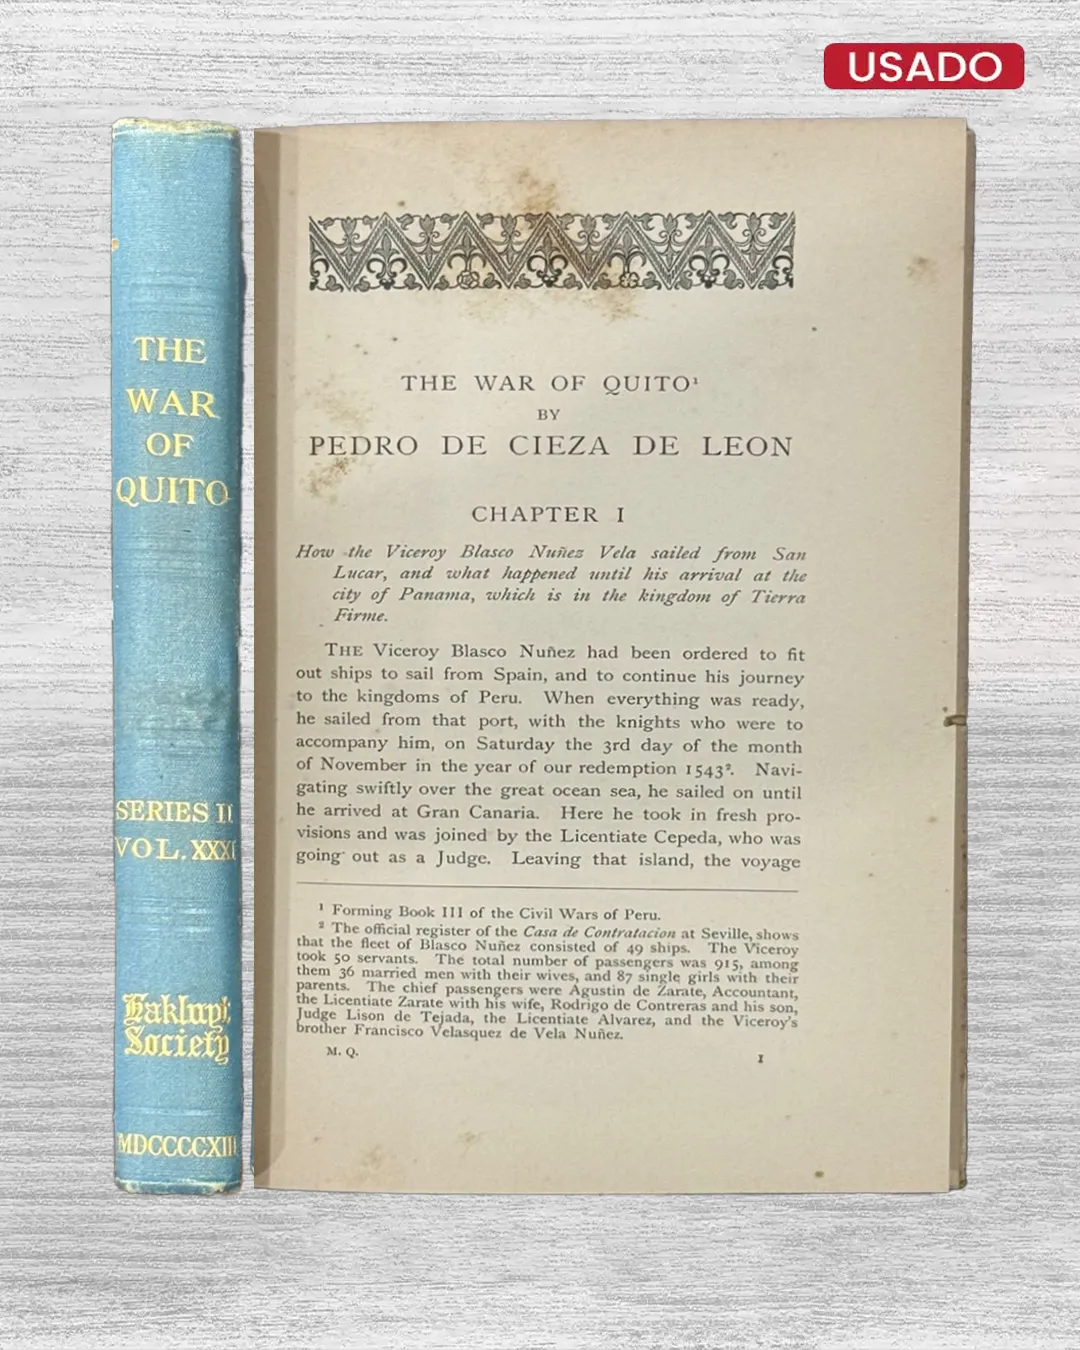 USADO
THE
WAR
OF
QUITO
SERIES II
VOL. XXXI
Hakluyt
Society
MDCCCCXIII
THE WAR OF QUITO¹
BY
PEDRO DE CIEZA DE LEON
CHAPTER I
How the Viceroy Blasco Nuñez Vela sailed from San
Lucar, and what happened until his arrival at the
city of Panama, which is in the kingdom of Tierra
Firme.
THE Viceroy Blasco Nuñez had been ordered to fit
out ships to sail from Spain, and to continue his journey
to the kingdoms of Peru. When everything was ready,
he sailed from that port, with the knights who were to
accompany him, on Saturday the 3rd day of the month
of November in the year of our redemption 1543². Navi-
gating swiftly over the great ocean sea, he sailed on until
he arrived at Gran Canaria. Here he took in fresh pro-
visions and was joined by the Licentiate Cepeda, who was
going out as a Judge. Leaving that island, the voyage
¹ Forming Book III of the Civil Wars of Peru.
² The official register of the Casa de Contratacion at Seville, shows
that the fleet of Blasco Nuñez consisted of 49 ships. The Viceroy
took 50 servants. The total number of passengers was 915, among
them 36 married men with their wives, and 87 single girls with their
parents. The chief passengers were Agustin de Zarate, Accountant,
the Licentiate Zarate with his wife, Rodrigo de Contreras and his son,
Judge Lison de Tejada, the Licentiate Alvarez, and the Viceroy's
brother Francisco Velasquez de Vela Nuñez.
M. Q.
1